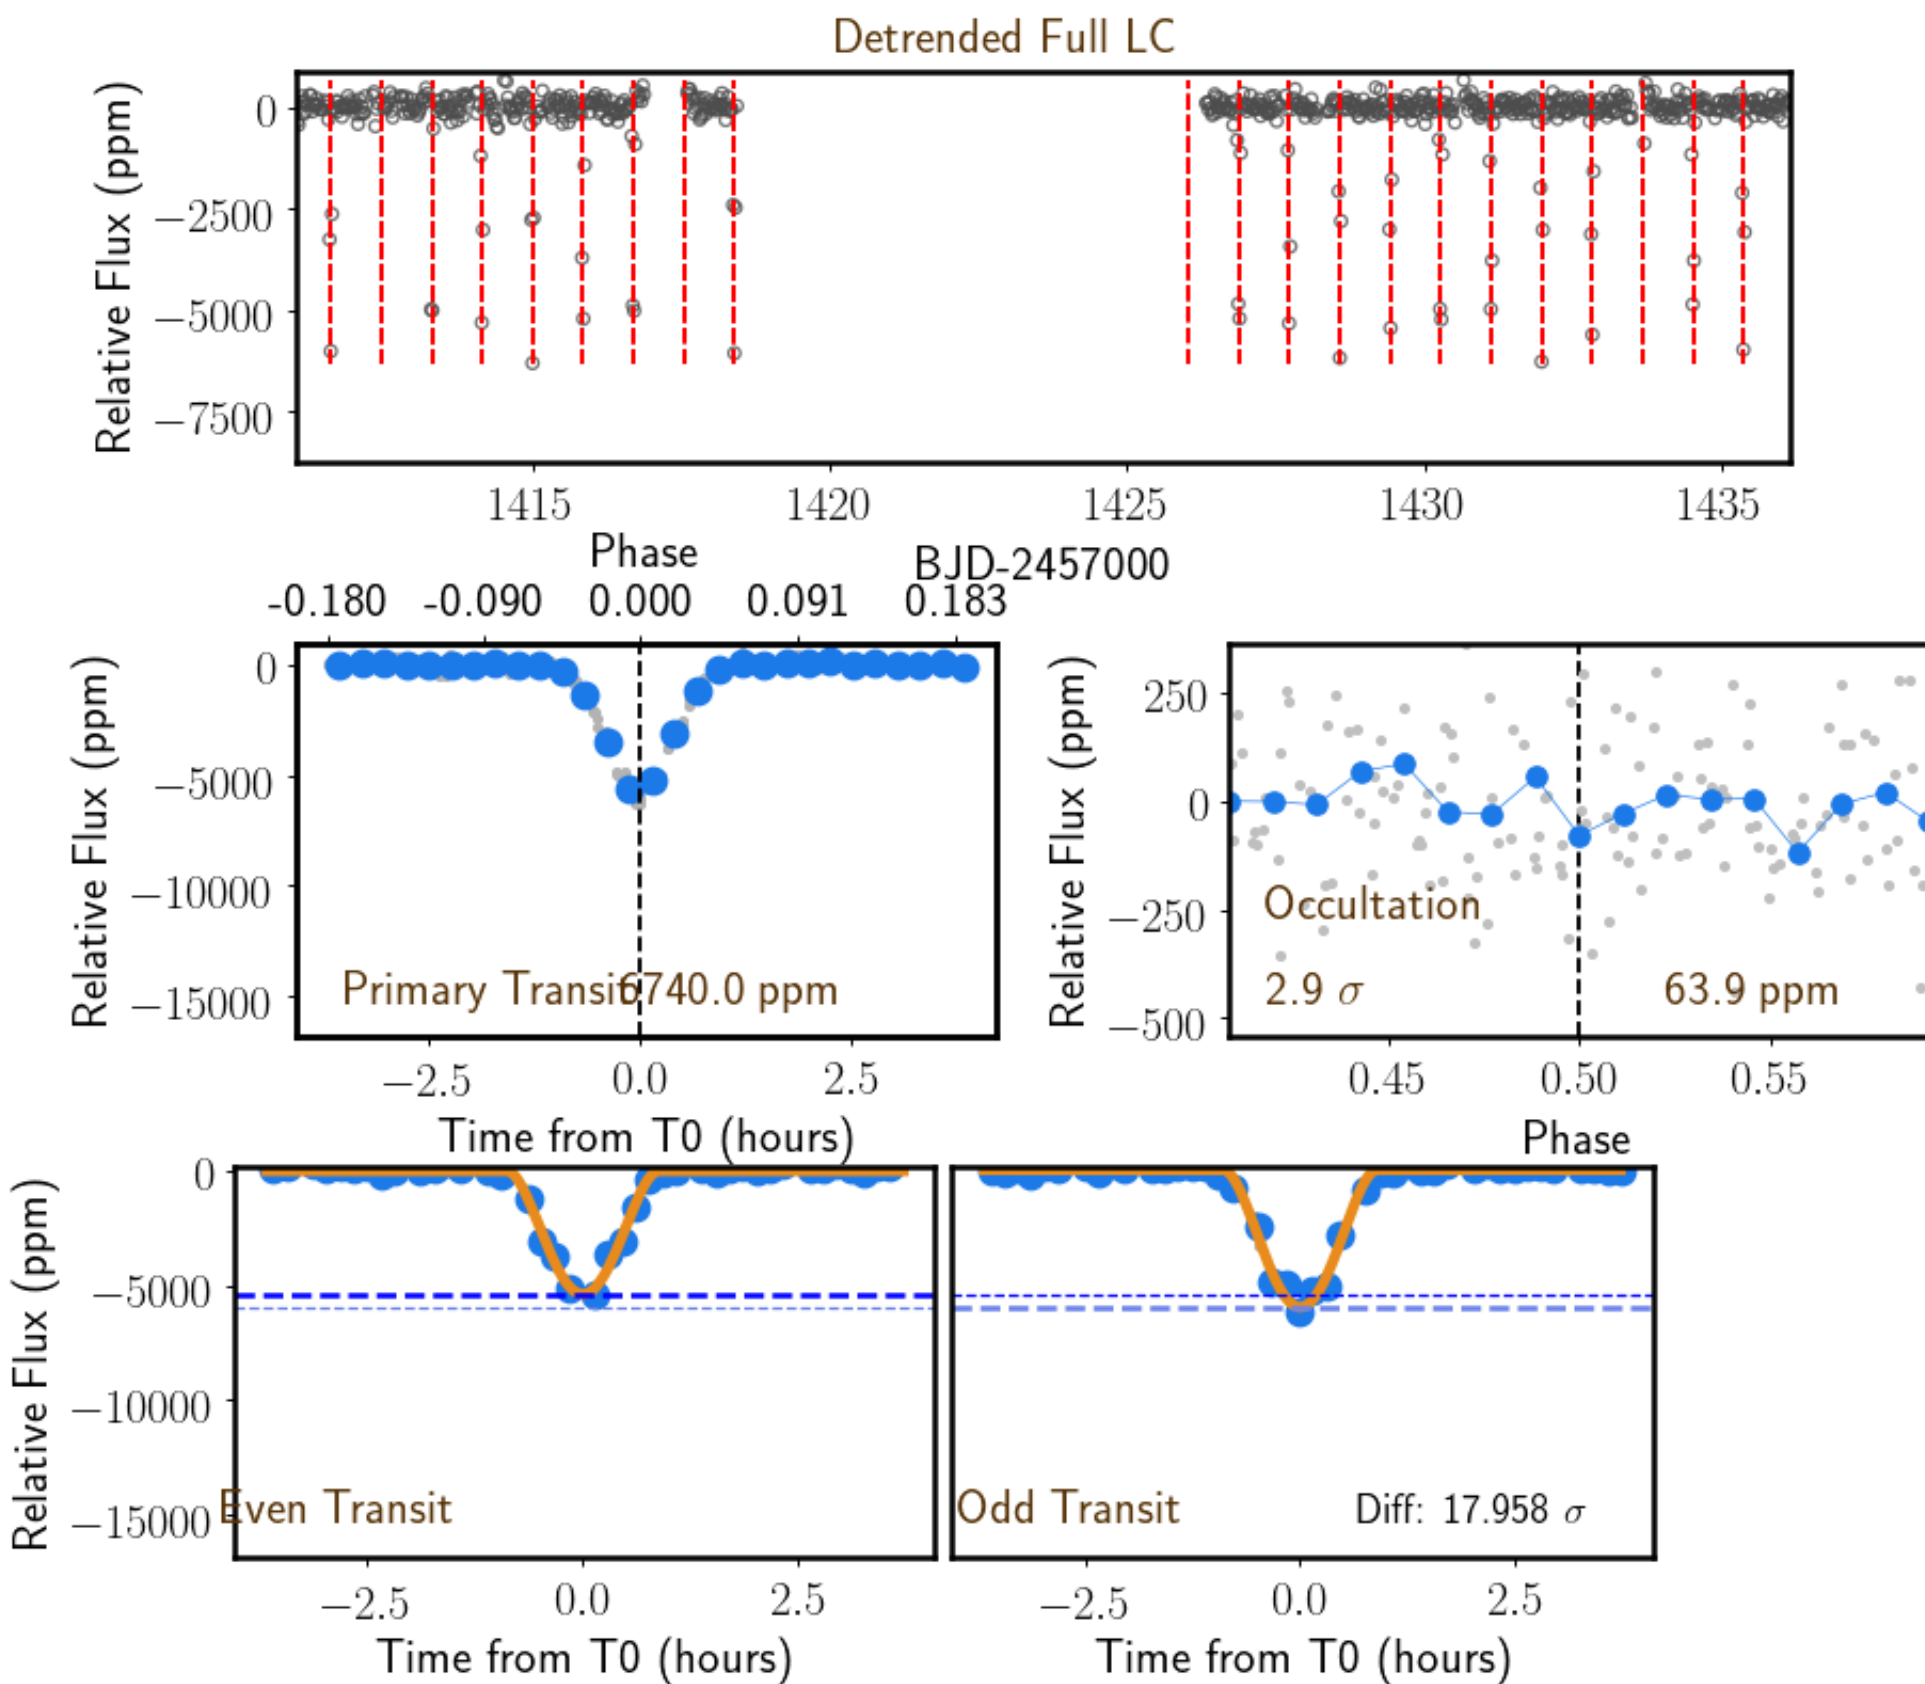 Detrended Full LC
Relative Flux (ppm)
0
−2500
−5000
−7500
1415 1420 1425 1430 1435
BJD-2457000
Phase
-0.180 -0.090 0.000 0.091 0.183
Relative Flux (ppm)
0
−5000
−10000
−15000
Primary Transit 6740.0 ppm
−2.5 0.0 2.5
Time from T0 (hours)
Relative Flux (ppm)
250
0
−250
−500
Occultation
2.9 σ 63.9 ppm
0.45 0.50 0.55
Phase
Relative Flux (ppm)
0
−5000
−10000
−15000
Even Transit
−2.5 0.0 2.5
Time from T0 (hours)
Odd Transit Diff: 17.958 σ
−2.5 0.0 2.5
Time from T0 (hours)